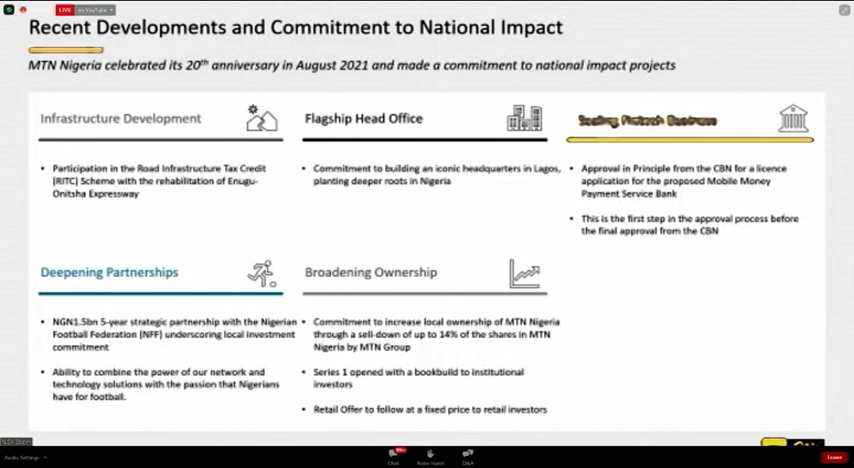 LIVE on YouTube
Recent Developments and Commitment to National Impact
MTN Nigeria celebrated its 20th anniversary in August 2021 and made a commitment to national impact projects
Infrastructure Development
• Participation in the Road Infrastructure Tax Credit
(RITC) Scheme with the rehabilitation of Enugu-
Onitsha Expressway
Flagship Head Office
• Commitment to building an iconic headquarters in Lagos,
planting deeper roots in Nigeria
Scaling Fintech Business
• Approval in Principle from the CBN for a licence
application for the proposed Mobile Money
Payment Service Bank
• This is the first step in the approval process before
the final approval from the CBN
Deepening Partnerships
• NGN1.5bn 5-year strategic partnership with the Nigerian
Football Federation (NFF) underscoring local investment
commitment
• Ability to combine the power of our network and
technology solutions with the passion that Nigerians
have for football.
Broadening Ownership
• Commitment to increase local ownership of MTN Nigeria
through a sell-down of up to 14% of the shares in MTN
Nigeria by MTN Group
• Series 1 opened with a bookbuild to institutional
investors
• Retail Offer to follow at a fixed price to retail investors
Audio Settings
Chat
Raise Hand
Q&A
Leave